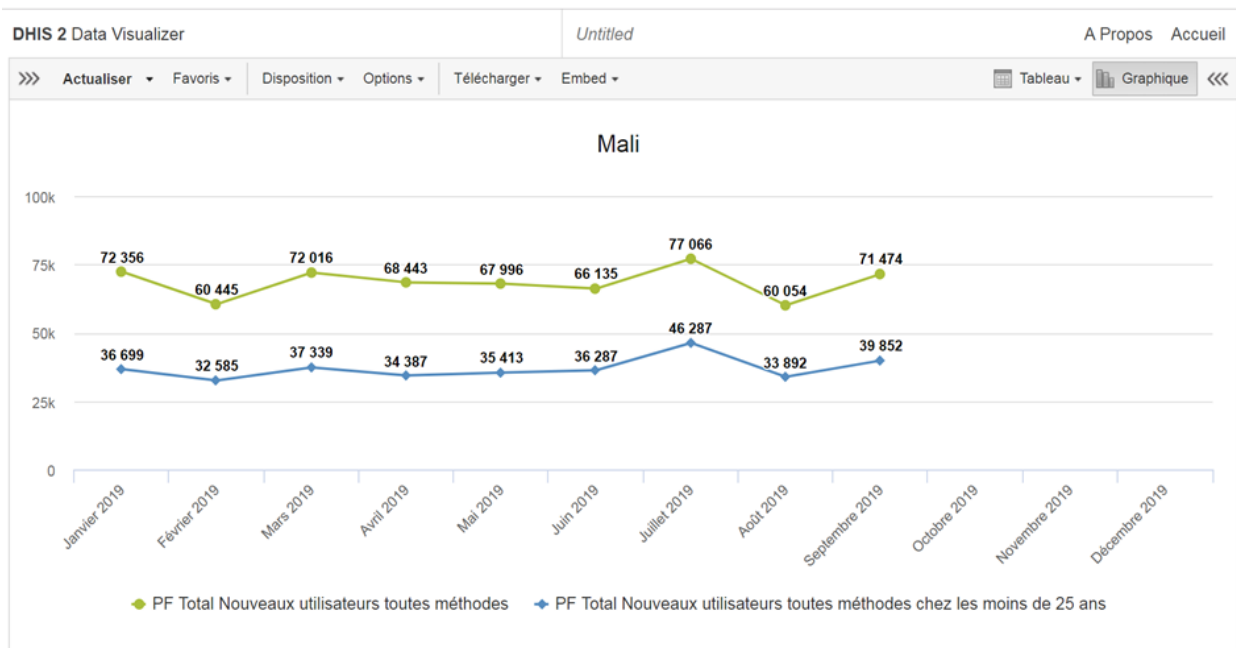 DHIS 2 Data Visualizer Untitled A Propos Accueil
Actualiser Favoris Disposition Options Télécharger Embed Tableau Graphique
Mali
100k
75k
50k
25k
0
72 356 60 445 72 016 68 443 67 996 66 135 77 066 60 054 71 474
36 699 32 585 37 339 34 387 35 413 36 287 46 287 33 892 39 852
Janvier 2019 Février 2019 Mars 2019 Avril 2019 Mai 2019 Juin 2019 Juillet 2019 Août 2019 Septembre 2019 Octobre 2019 Novembre 2019 Décembre 2019
PF Total Nouveaux utilisateurs toutes méthodes PF Total Nouveaux utilisateurs toutes méthodes chez les moins de 25 ans